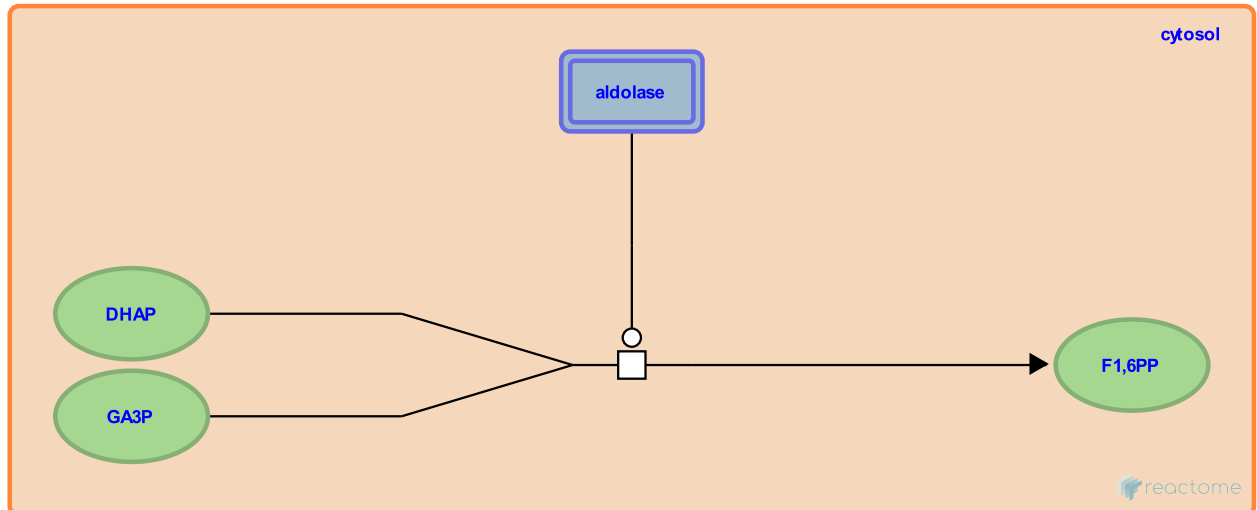 cytosol
aldolase
DHAP
GA3P
F1,6PP
reactome